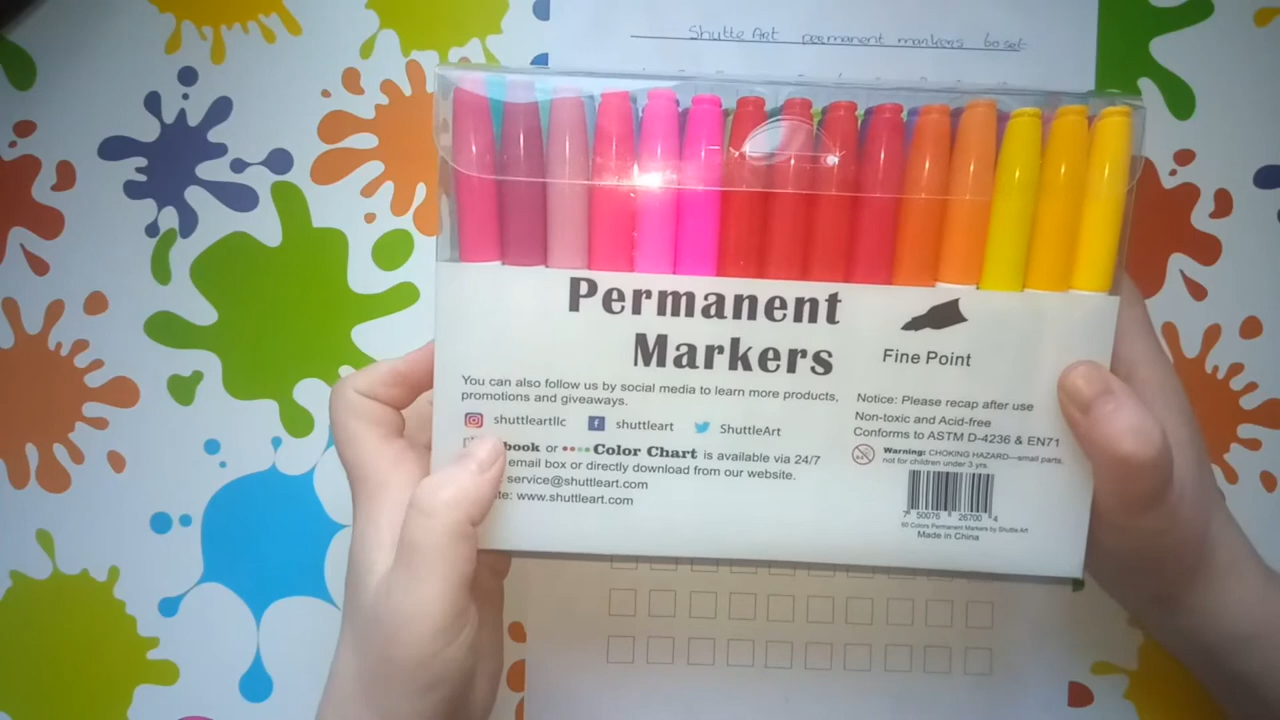 Shutte Art permanent markers 60 set
Permanent
Markers
Fine Point
You can also follow us by social media to learn more products,
promotions and giveaways.
shuttleartllc shuttleart ShuttleArt
book or Color Chart is available via 24/7
email box or directly download from our website.
: service@shuttleart.com
te: www.shuttleart.com
Notice: Please recap after use
Non-toxic and Acid-free
Conforms to ASTM D-4236 & EN71
Warning: CHOKING HAZARD—small parts.
not for children under 3 yrs.
7 50076 26700 4
60 Colors Permanent Markers by Shuttle Art
Made in China